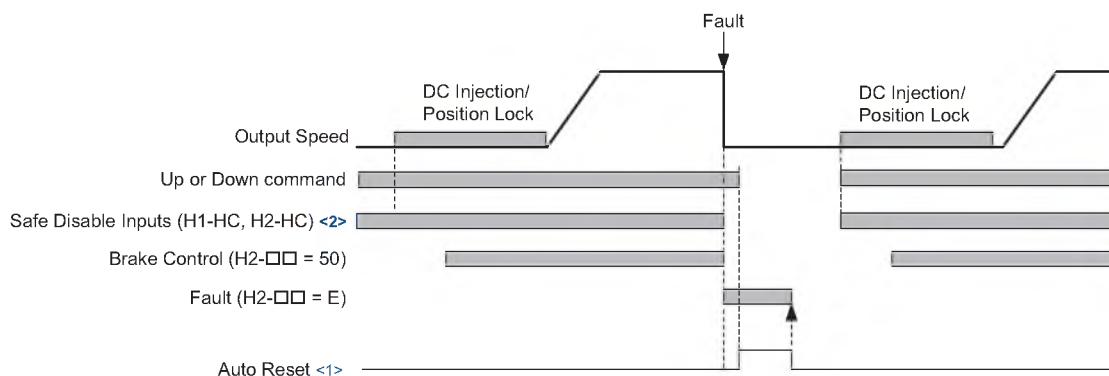 Fault
DC Injection/
Position Lock
DC Injection/
Position Lock
Output Speed
Up or Down command
Safe Disable Inputs (H1-HC, H2-HC) <2>
Brake Control (H2-□□ = 50)
Fault (H2-□□ = E)
Auto Reset <1>